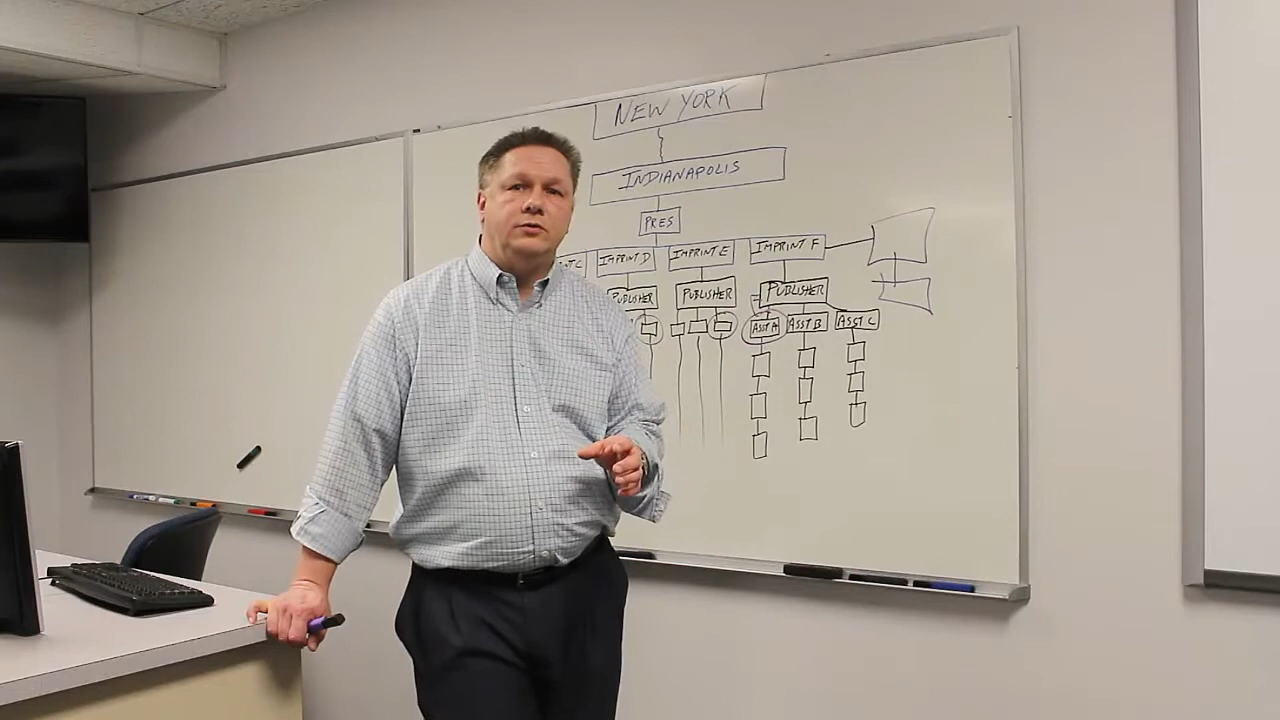 NEW YORK
INDIANAPOLIS
PRES
IMPRINT D IMPRINT E IMPRINT F
PUBLISHER PUBLISHER PUBLISHER
ASST A ASST B ASST C